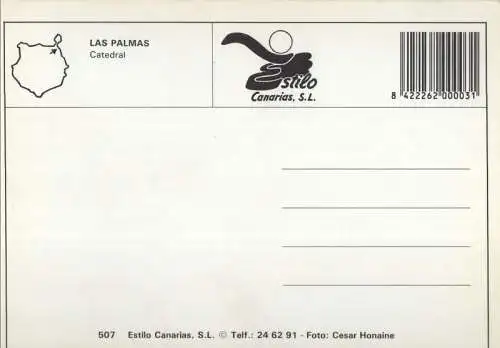 LAS PALMAS
Catedral
Estilo
Canarias, S.L.
8 422262 000031
507 Estilo Canarias, S.L. © Telf.: 24 62 91 - Foto: Cesar Honaine